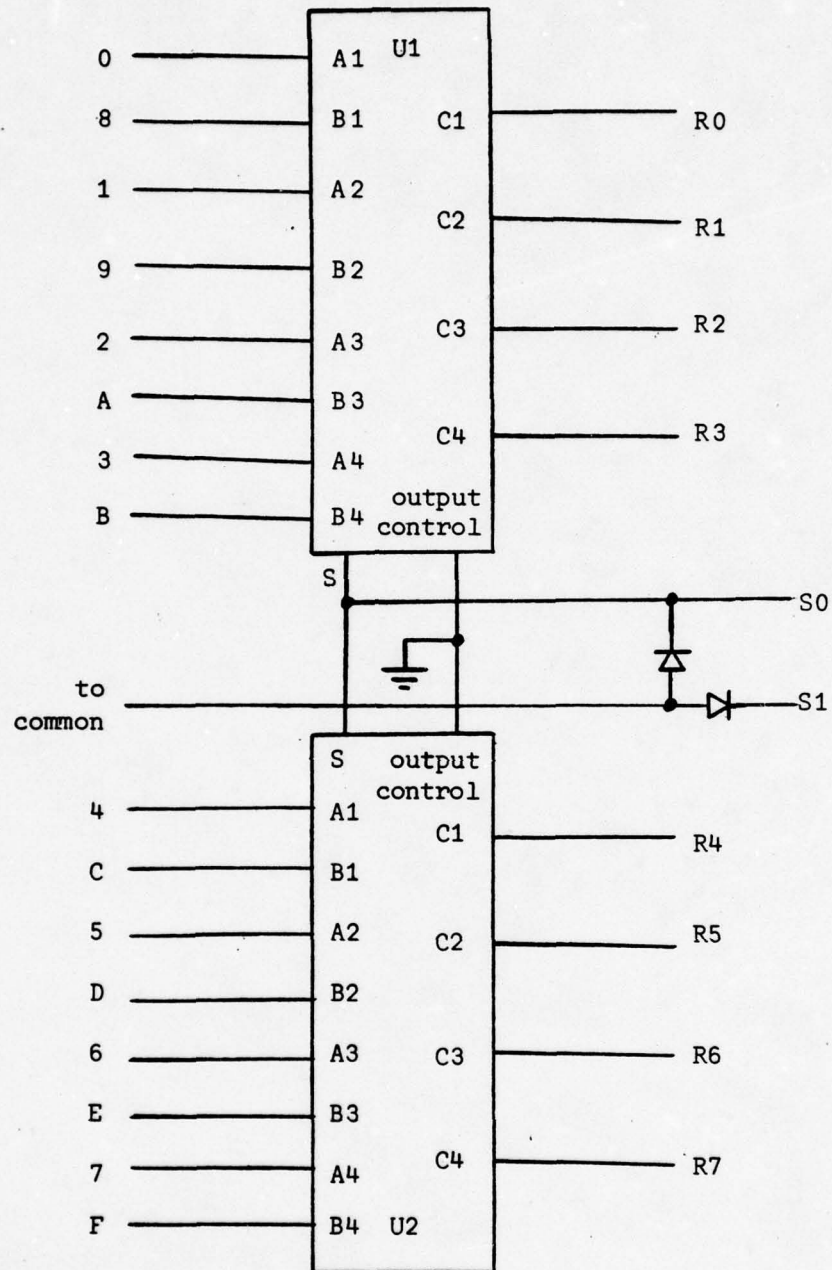 0 A1 U1
8 B1 C1 R0
1 A2
C2 R1
9 B2
2 A3 C3 R2
A B3
3 A4 C4 R3
output
B B4 control
S
S0
to
common S1
S output
control
4 A1
C1 R4
C B1
5 A2 C2 R5
D B2
6 A3 C3 R6
E B3
7 A4 C4 R7
F B4 U2